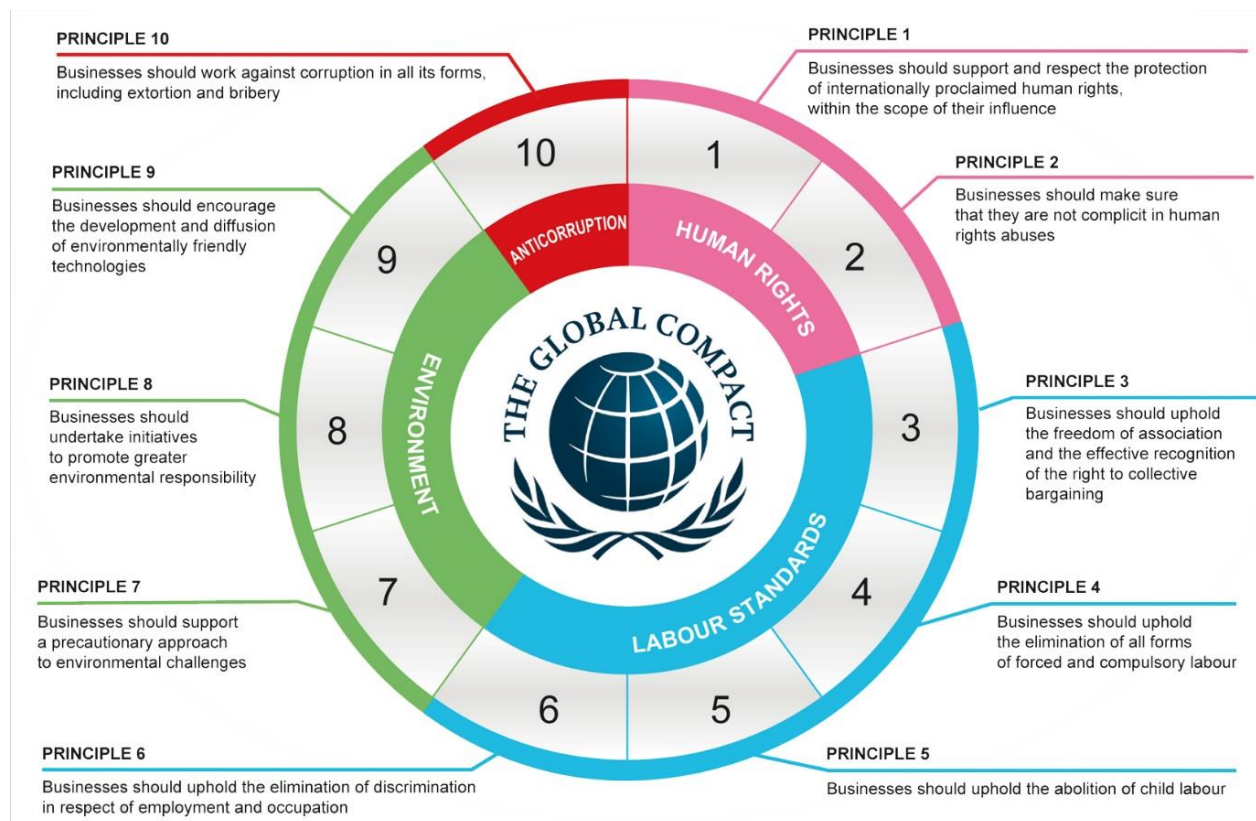 PRINCIPLE 10
Businesses should work against corruption in all its forms,
including extortion and bribery
PRINCIPLE 1
Businesses should support and respect the protection
of internationally proclaimed human rights,
within the scope of their influence
PRINCIPLE 9
Businesses should encourage
the development and diffusion
of environmentally friendly
technologies
PRINCIPLE 2
Businesses should make sure
that they are not complicit in human
rights abuses
PRINCIPLE 8
Businesses should
undertake initiatives
to promote greater
environmental responsibility
PRINCIPLE 3
Businesses should uphold
the freedom of association
and the effective recognition
of the right to collective
bargaining
PRINCIPLE 7
Businesses should support
a precautionary approach
to environmental challenges
PRINCIPLE 4
Businesses should uphold
the elimination of all forms
of forced and compulsory labour
PRINCIPLE 6
Businesses should uphold the elimination of discrimination
in respect of employment and occupation
PRINCIPLE 5
Businesses should uphold the abolition of child labour
10
1
9
2
8
3
7
4
6
5
ANTICORRUPTION
HUMAN RIGHTS
ENVIRONMENT
LABOUR STANDARDS
THE GLOBAL COMPACT